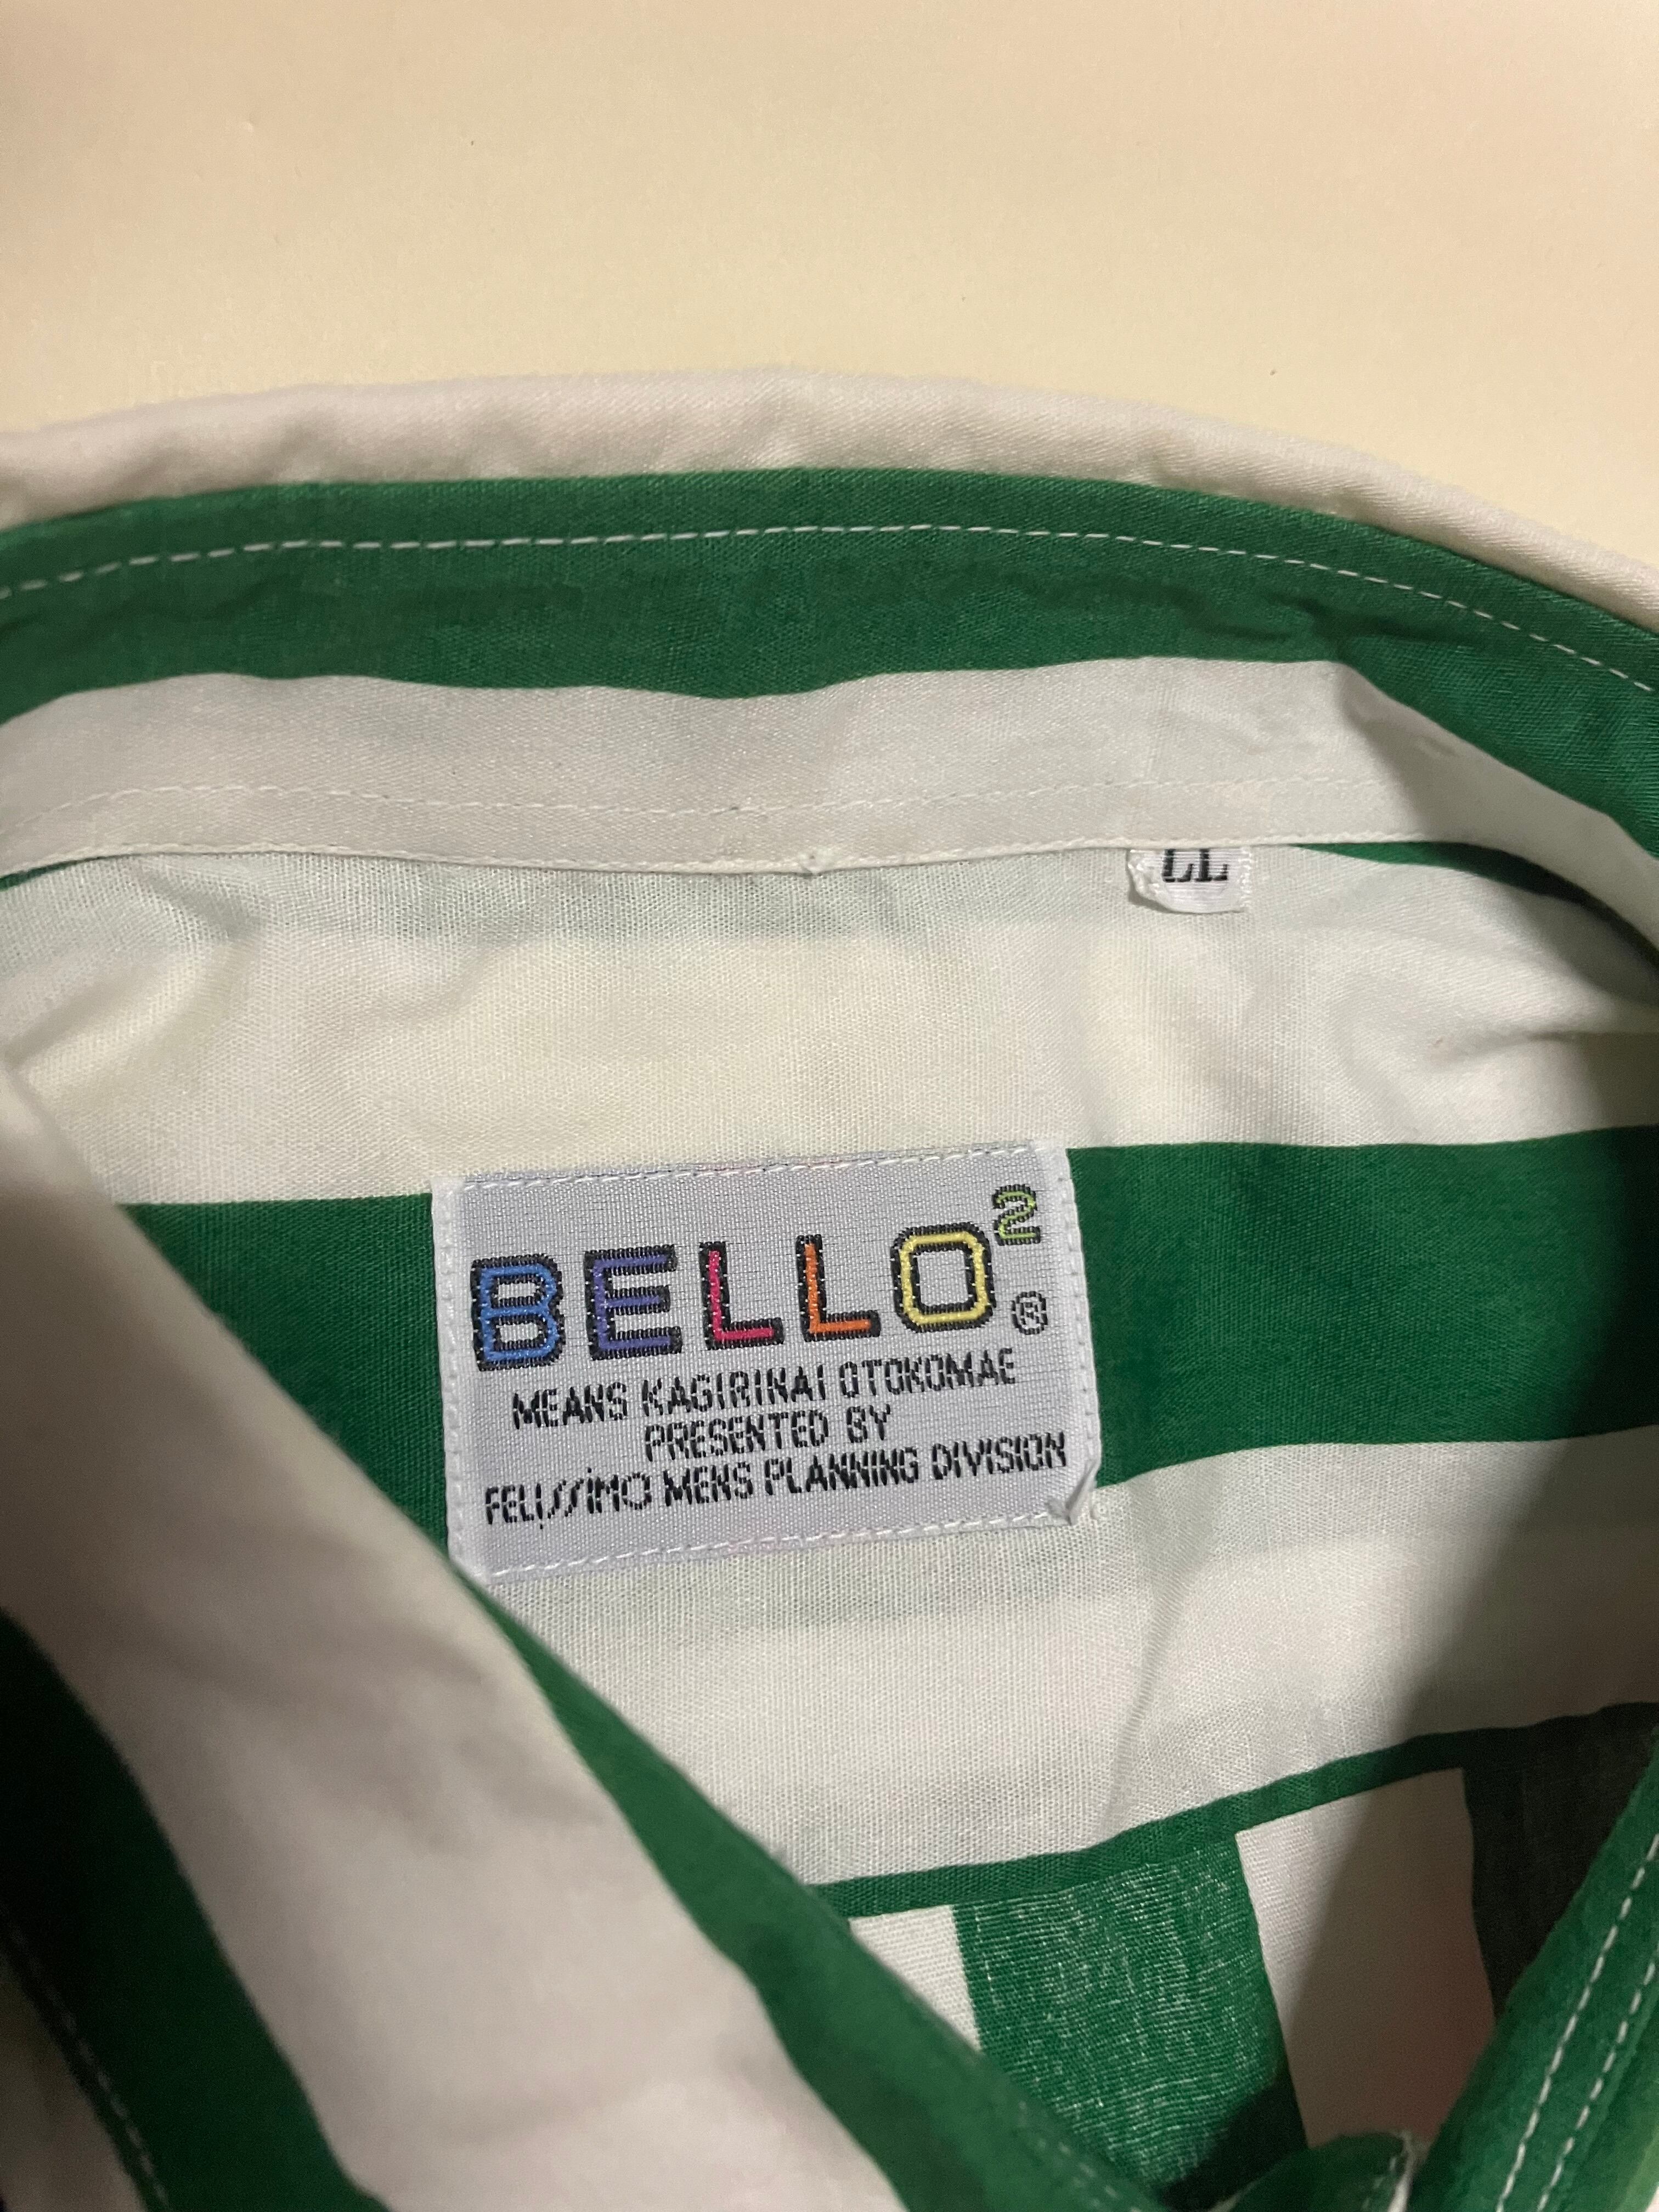 LL
BELLO²
®
MEANS KAGIRINAI OTOKOMAE
PRESENTED BY
FELISSIMO MENS PLANNING DIVISION